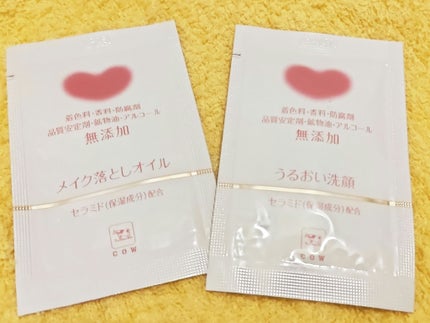 着色料・香料・防腐剤
品質安定剤・鉱物油・アルコール
無添加
メイク落としオイル
セラミド(保湿成分)配合
COW
着色料・香料・防腐剤
品質安定剤・鉱物油・アルコール
無添加
うるおい洗顔
セラミド(保湿成分)配合
COW